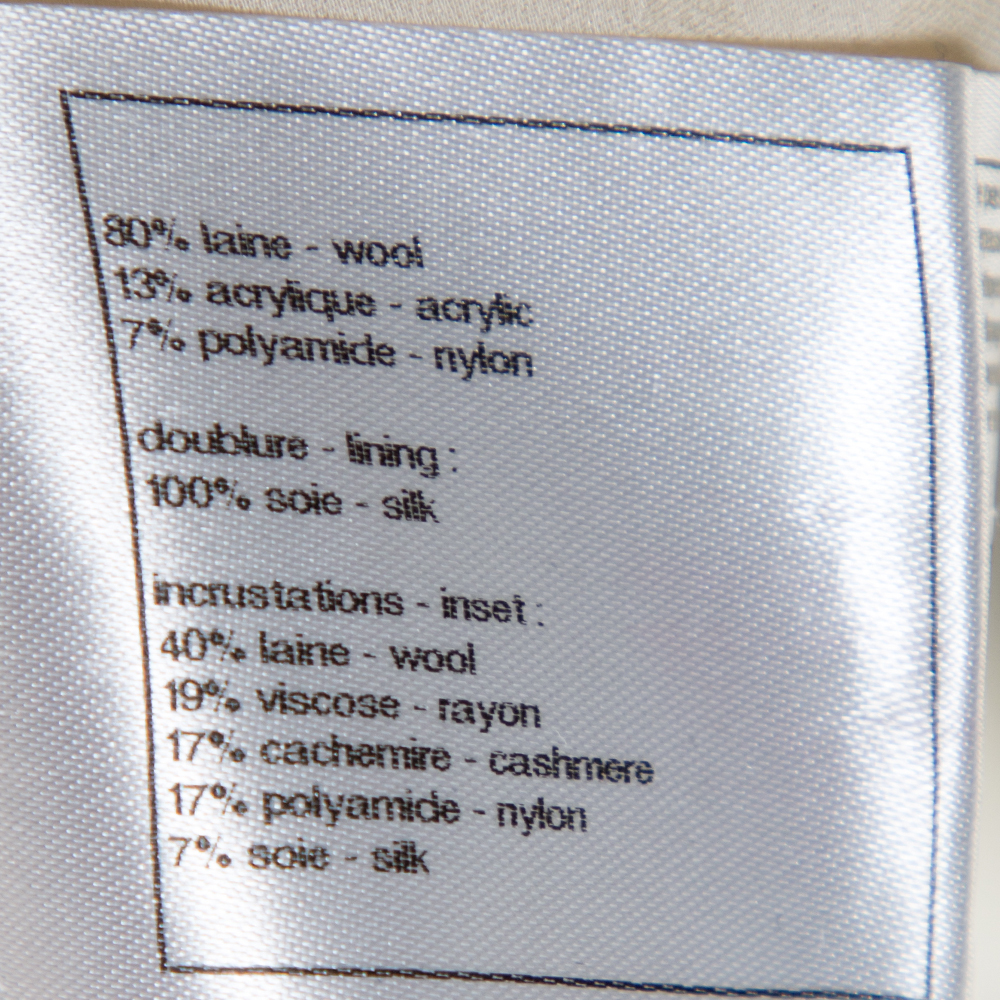 80% laine - wool
13% acrylique - acrylic
7% polyamide - nylon
doublure - lining :
100% soie - silk
incrustations - inset :
40% laine - wool
19% viscose - rayon
17% cachemire - cashmere
17% polyamide - nylon
7% soie - silk